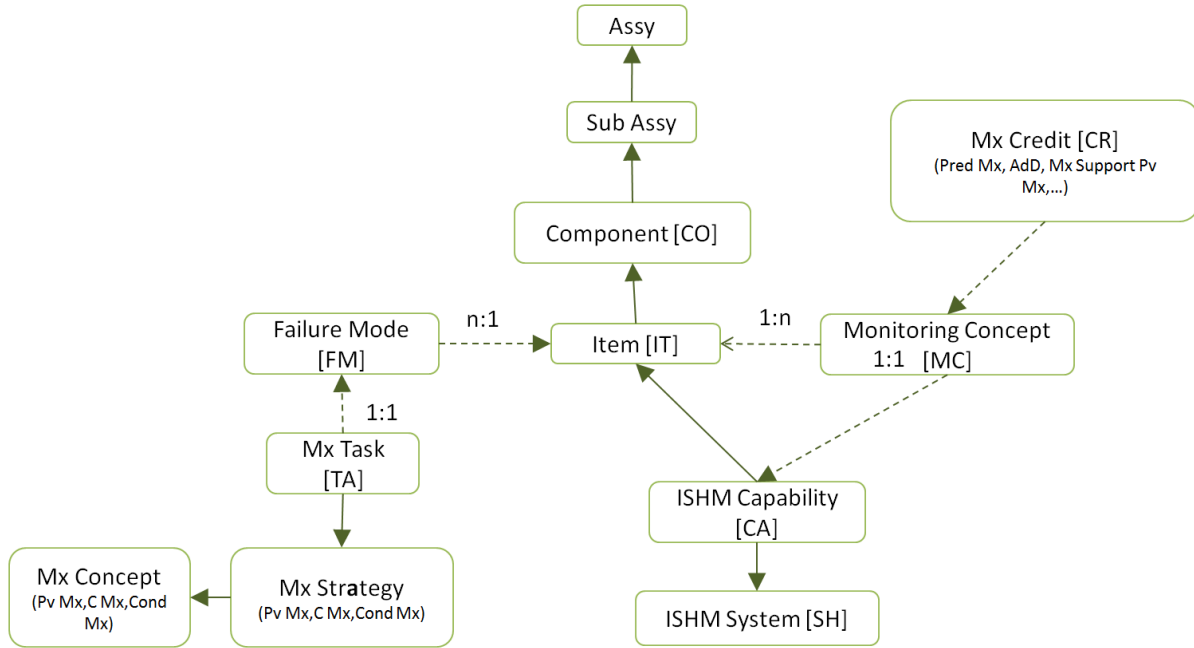 Assy
Sub Assy
Mx Credit [CR]
(Pred Mx, AdD, Mx Support Pv
Mx,...)
Component [CO]
Failure Mode
[FM]
n:1
Item [IT]
1:n
Monitoring Concept
1:1 [MC]
1:1
Mx Task
[TA]
ISHM Capability
[CA]
Mx Concept
(Pv Mx,C Mx,Cond
Mx)
Mx Strategy
(Pv Mx,C Mx,Cond Mx)
ISHM System [SH]